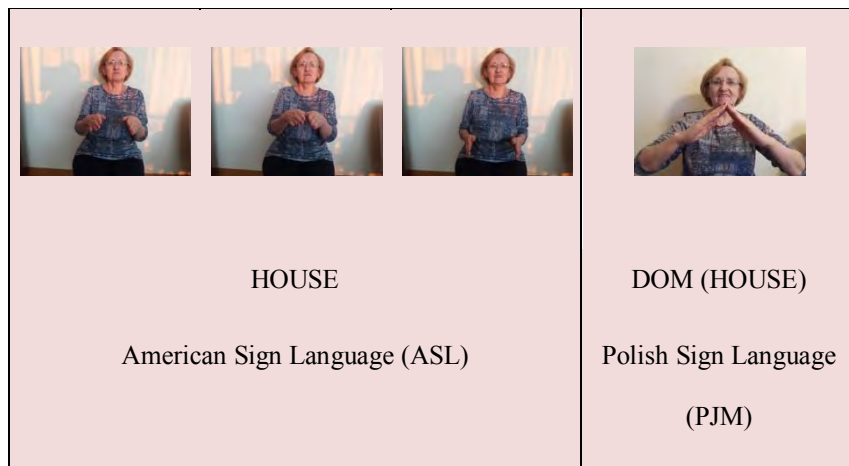 HOUSE
American Sign Language (ASL)
DOM (HOUSE)
Polish Sign Language
(PJM)